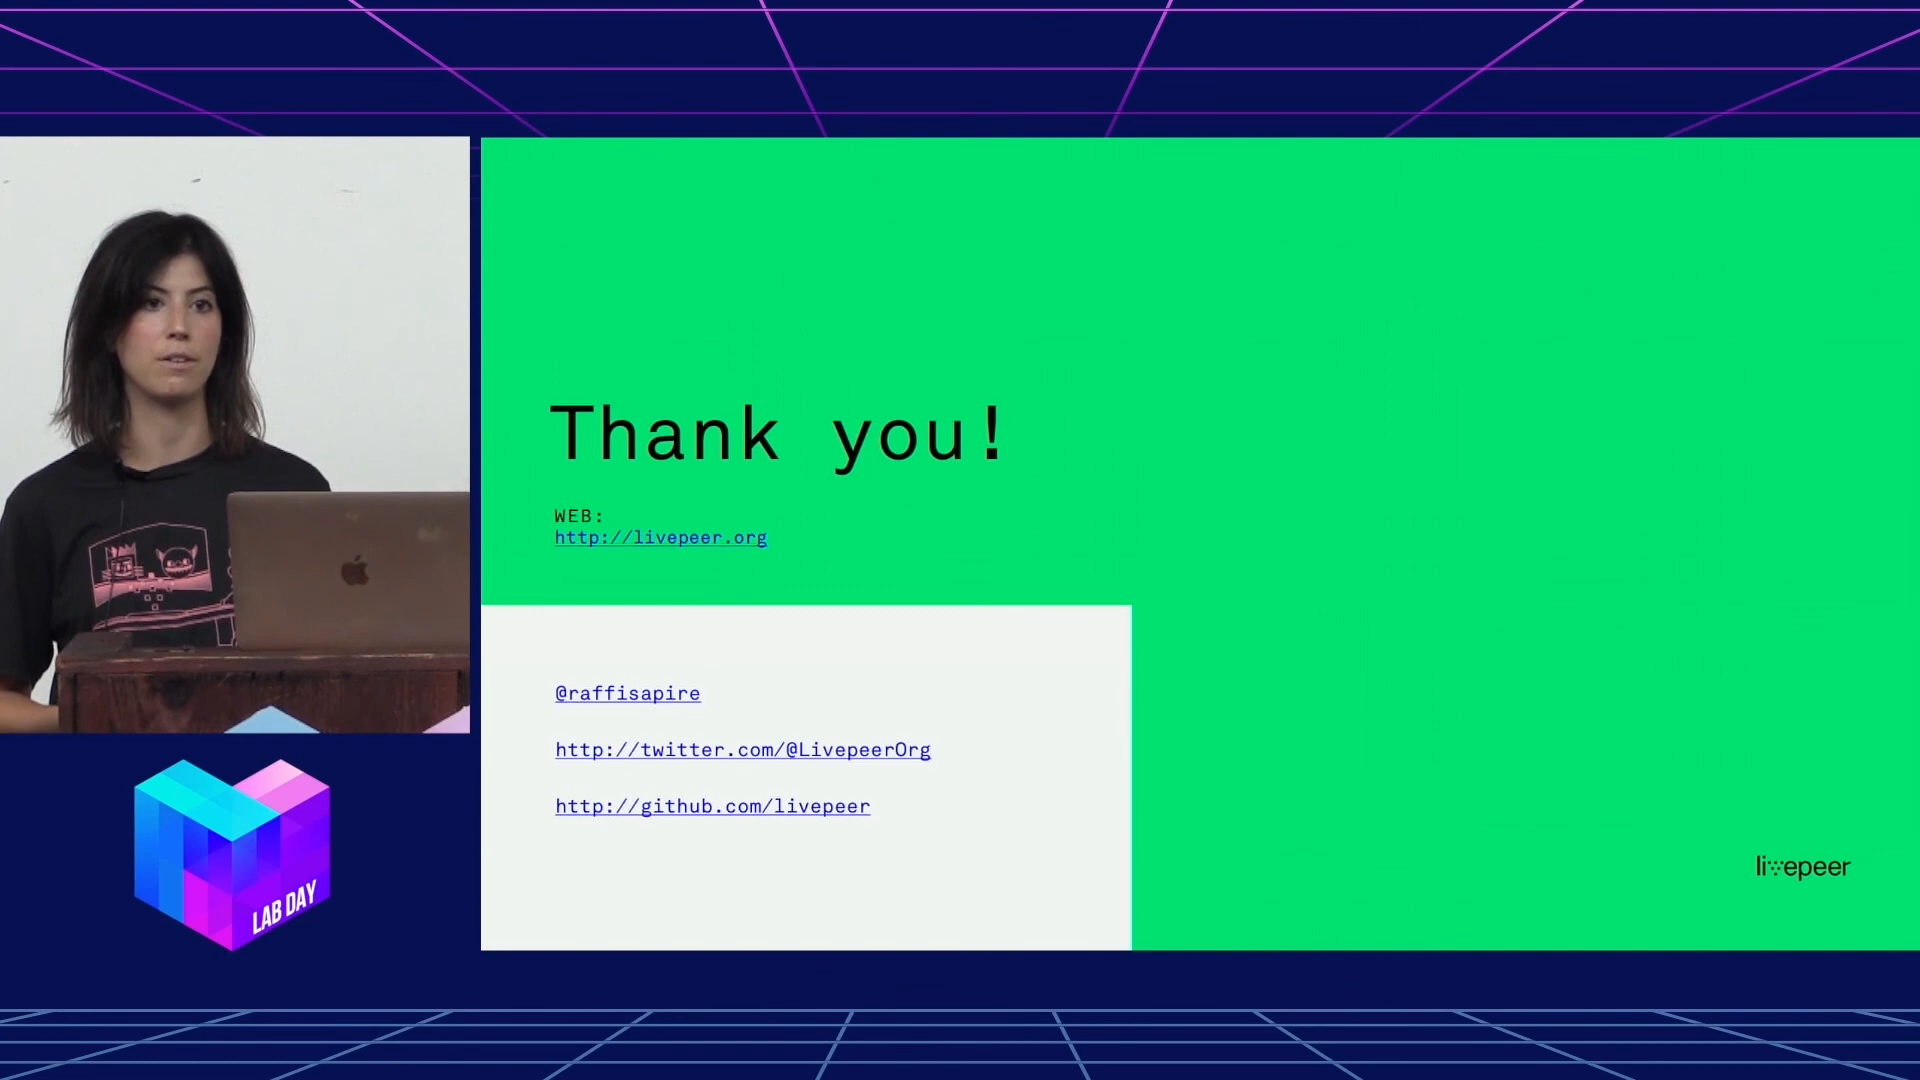 Thank you!
WEB:
http://livepeer.org
@raffisapire
http://twitter.com/@LivepeerOrg
http://github.com/livepeer
livepeer
LAB DAY